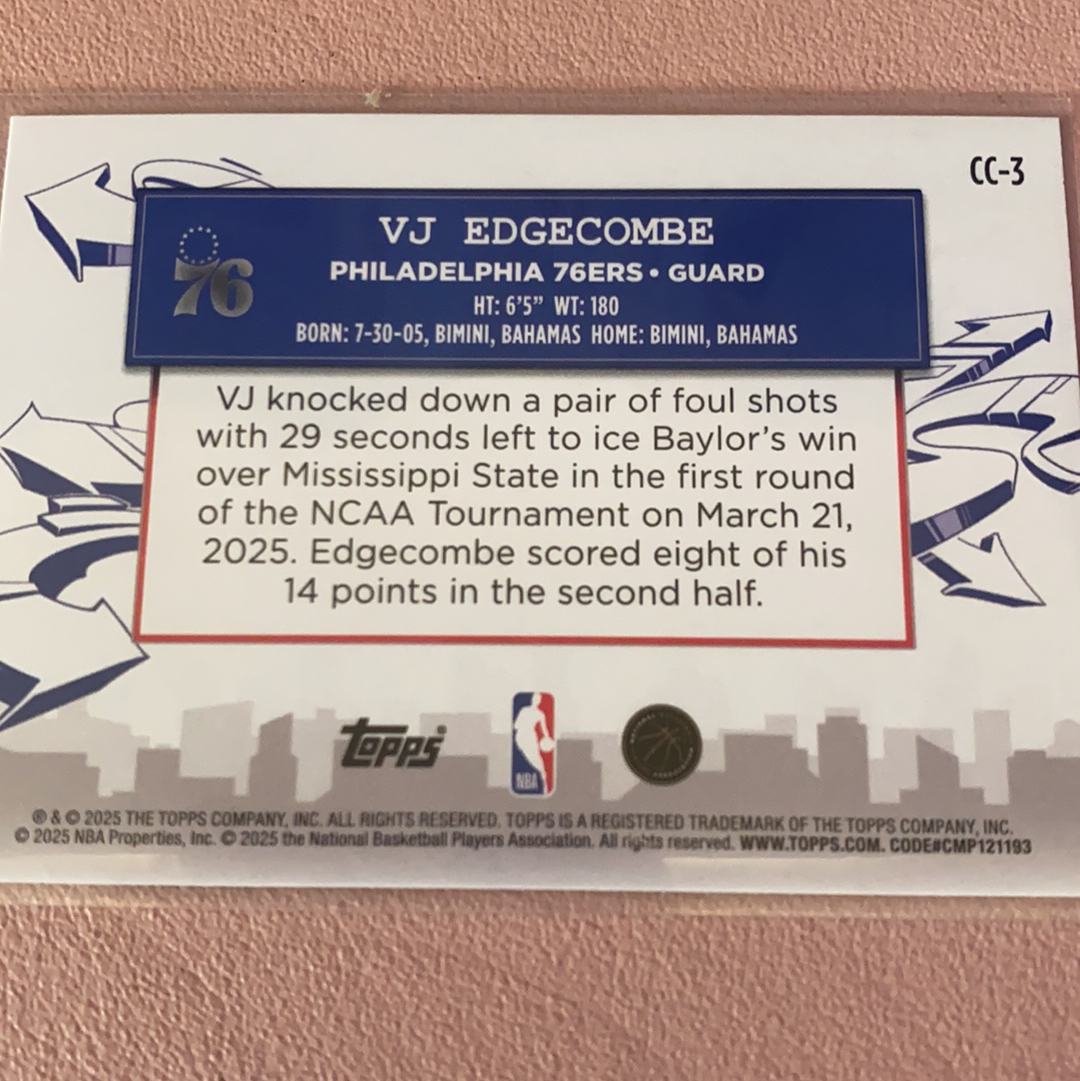 CC-3
76
VJ EDGECOMBE
PHILADELPHIA 76ERS • GUARD
HT: 6'5” WT: 180
BORN: 7-30-05, BIMINI, BAHAMAS HOME: BIMINI, BAHAMAS
VJ knocked down a pair of foul shots
with 29 seconds left to ice Baylor’s win
over Mississippi State in the first round
of the NCAA Tournament on March 21,
2025. Edgecombe scored eight of his
14 points in the second half.
topps
NBA
® & © 2025 THE TOPPS COMPANY, INC. ALL RIGHTS RESERVED. TOPPS IS A REGISTERED TRADEMARK OF THE TOPPS COMPANY, INC.
© 2025 NBA Properties, Inc. © 2025 the National Basketball Players Association. All rights reserved. WWW.TOPPS.COM. CODE#CMP121193